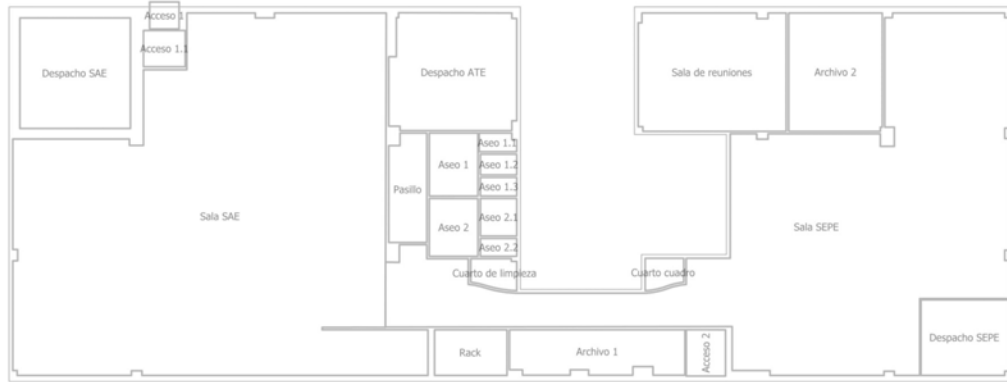 Acceso 1
Acceso 1.1
Despacho SAE
Despacho ATE
Sala de reuniones
Archivo 2
Aseo 1
Aseo 1.1
Aseo 1.2
Aseo 1.3
Pasillo
Sala SAE
Aseo 2
Aseo 2.1
Aseo 2.2
Sala SEPE
Cuarto de limpieza
Cuarto cuadro
Rack
Archivo 1
Acceso 2
Despacho SEPE